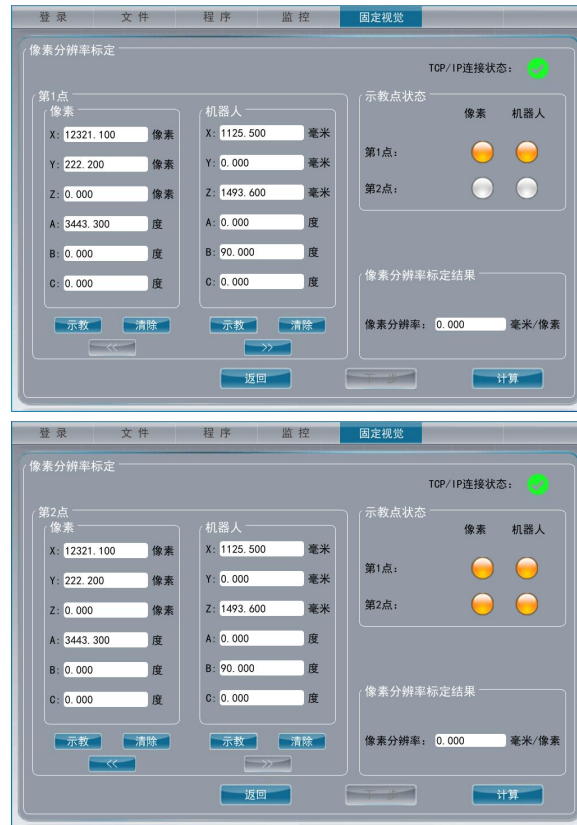 登录 文件 程序 监控 固定视觉
像素分辨率标定
TCP/IP连接状态：
第1点
像素 机器人
X: 12321.100 像素 X: 1125.500 毫米
Y: 222.200 像素 Y: 0.000 毫米
Z: 0.000 像素 Z: 1493.600 毫米
A: 3443.300 度 A: 0.000 度
B: 0.000 度 B: 90.000 度
C: 0.000 度 C: 0.000 度
示教 清除 示教 清除
<< >>
示教点状态
像素 机器人
第1点：
第2点：
像素分辨率标定结果
像素分辨率： 0.000 毫米/像素
返回 下一步 计算
登录 文件 程序 监控 固定视觉
像素分辨率标定
TCP/IP连接状态：
第2点
像素 机器人
X: 12321.100 像素 X: 1125.500 毫米
Y: 222.200 像素 Y: 0.000 毫米
Z: 0.000 像素 Z: 1493.600 毫米
A: 3443.300 度 A: 0.000 度
B: 0.000 度 B: 90.000 度
C: 0.000 度 C: 0.000 度
示教 清除 示教 清除
<< >>
示教点状态
像素 机器人
第1点：
第2点：
像素分辨率标定结果
像素分辨率： 0.000 毫米/像素
返回 下一步 计算